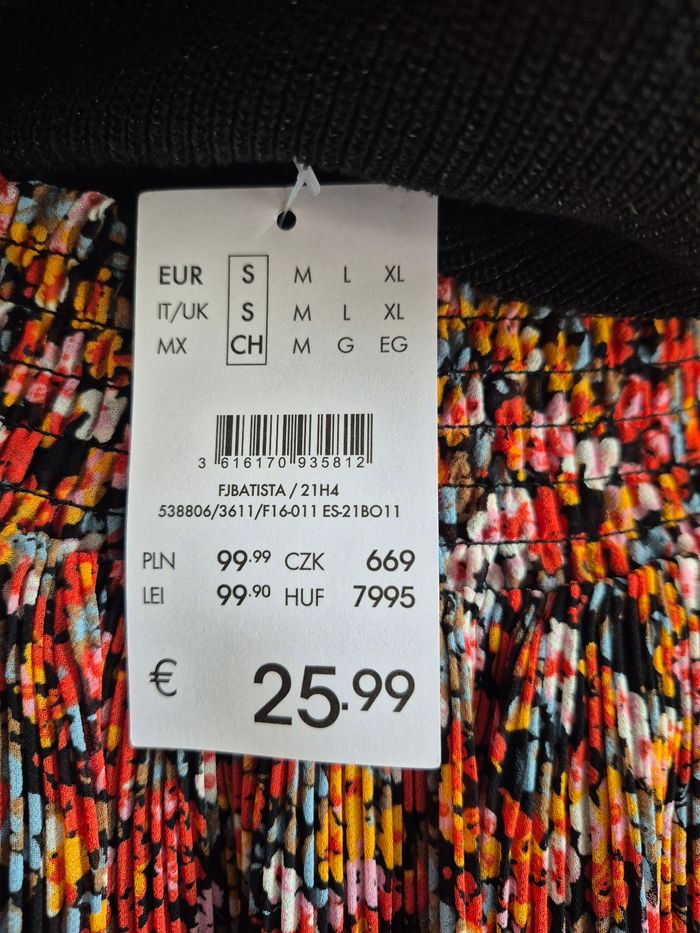 EUR S M L XL
IT/UK S M L XL
MX CH M G EG
3 616170 935812
FJBATISTA / 21H4
538806/3611/F16-011 ES-21BO11
PLN 99.99 CZK 669
LEI 99.90 HUF 7995
€ 25.99